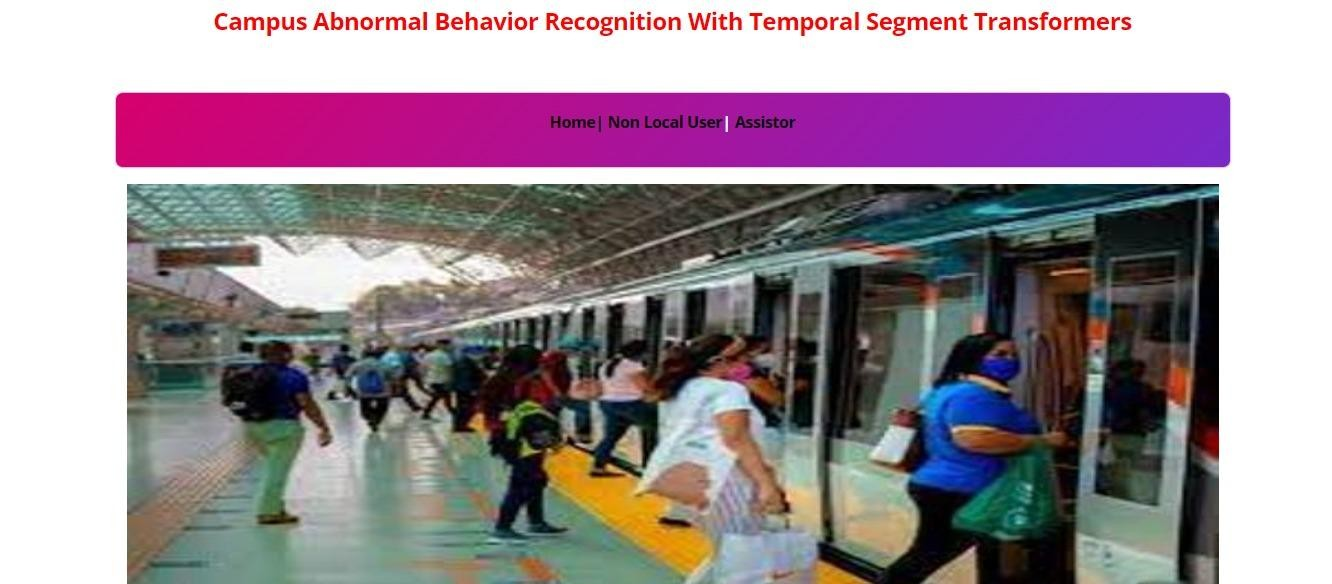 Campus Abnormal Behavior Recognition With Temporal Segment Transformers
Home| Non Local User| Assistor